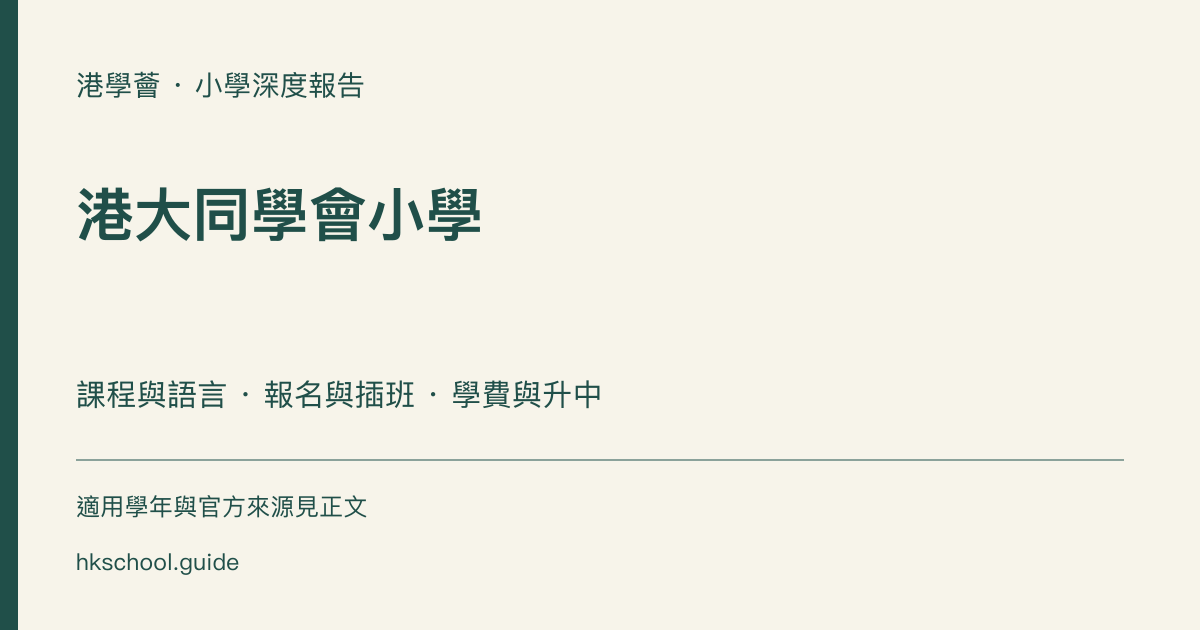 港學薈 · 小學深度報告
港大同學會小學
課程與語言 · 報名與插班 · 學費與升中
適用學年與官方來源見正文
hkschool.guide